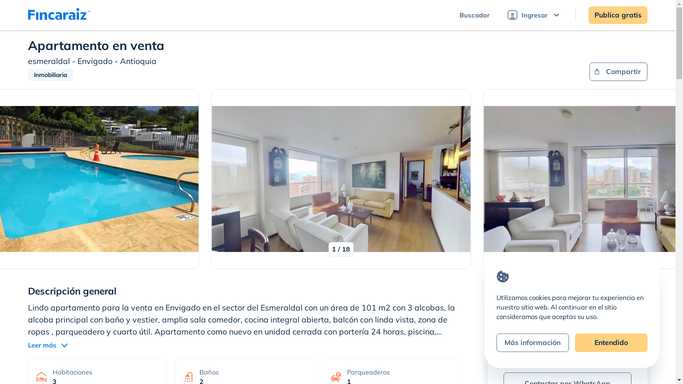 Fincaraiz
Buscador
Ingresar
Publica gratis
Apartamento en venta
esmeraldal - Envigado - Antioquia
Inmobiliaria
Compartir
1 / 18
Descripción general
Lindo apartamento para la venta en Envigado en el sector del Esmeraldal con un área de 101 m2 con 3 alcobas, la
alcoba principal con baño y vestier, amplia sala comedor, cocina integral abierta, balcón con linda vista, zona de
ropas , parqueadero y cuarto útil. Apartamento como nuevo en unidad cerrada con portería 24 horas, piscina,...
Leer más
Habitaciones
3
Baños
2
Parqueaderos
1
Utilizamos cookies para mejorar tu experiencia en
nuestro sitio web. Al continuar en el sitio
consideramos que aceptas su uso.
Más información
Entendido
Contactar por WhatsApp